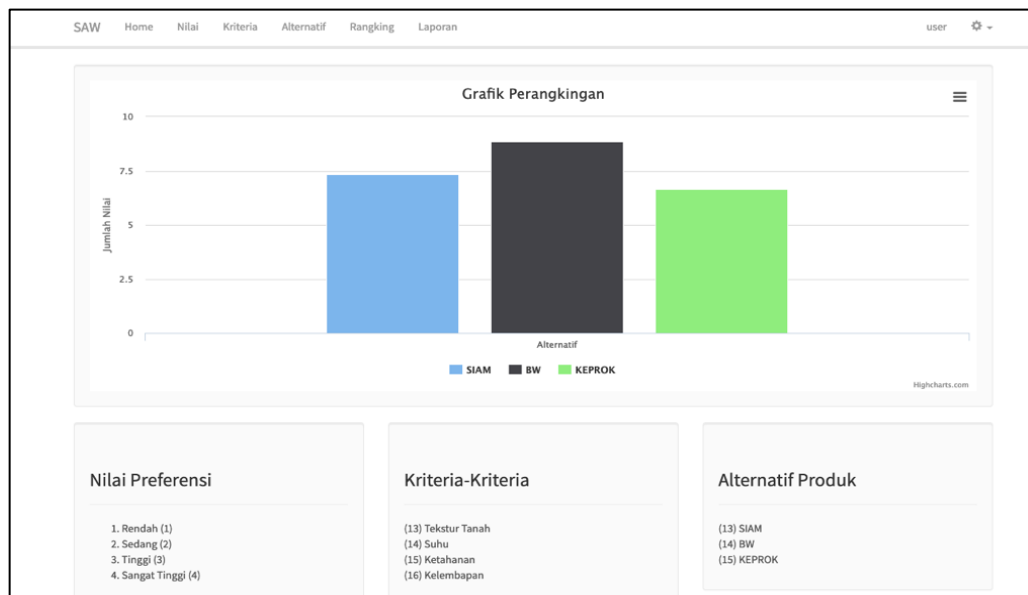 SAW Home Nilai Kriteria Alternatif Rangking Laporan user
Grafik Perangkingan
10
7.5
5
2.5
0
Jumlah Nilai
Alternatif
SIAM BW KEPROK
Highcharts.com
Nilai Preferensi
1. Rendah (1)
2. Sedang (2)
3. Tinggi (3)
4. Sangat Tinggi (4)
Kriteria-Kriteria
(13) Tekstur Tanah
(14) Suhu
(15) Ketahanan
(16) Kelembapan
Alternatif Produk
(13) SIAM
(14) BW
(15) KEPROK